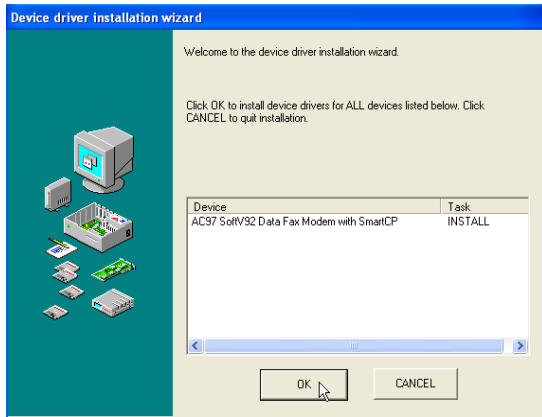 Device driver installation wizard
Welcome to the device driver installation wizard.
Click OK to install device drivers for ALL devices listed below. Click
CANCEL to quit installation.
Device Task
AC97 SoftV92 Data Fax Modem with SmartCP INSTALL
OK CANCEL